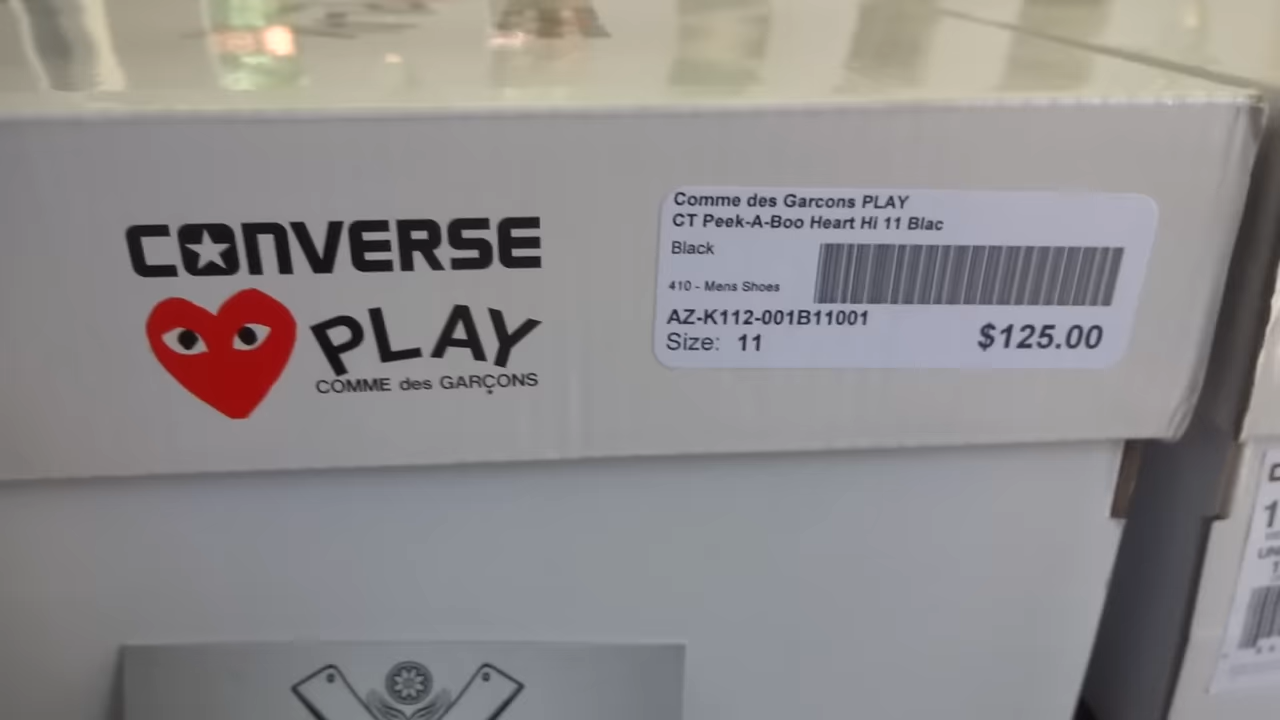 CONVERSE
PLAY
COMME des GARÇONS
Comme des Garcons PLAY
CT Peek-A-Boo Heart Hi 11 Blac
Black
410 - Mens Shoes
AZ-K112-001B11001
Size: 11
$125.00